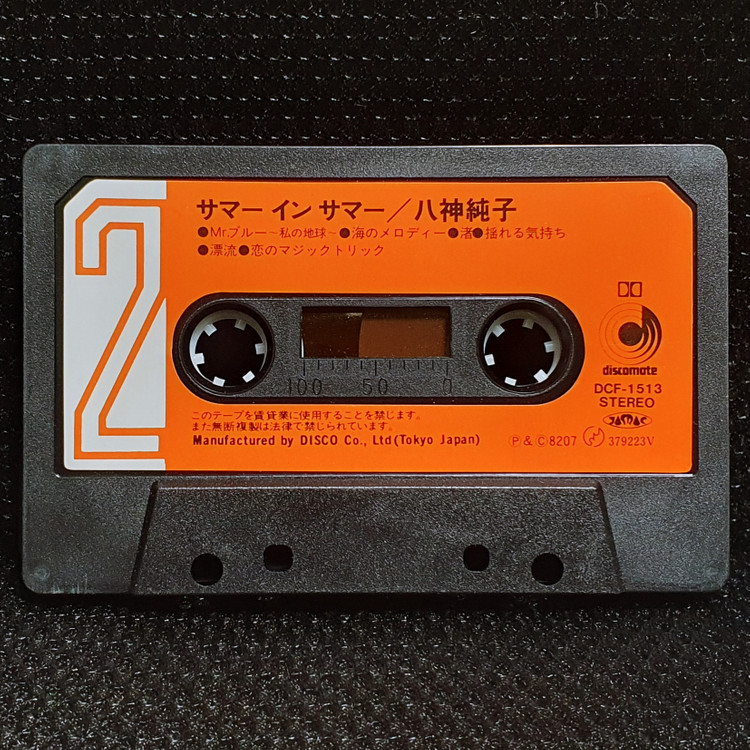 2
サマー イン サマー／八神純子
●Mr.ブルー～私の地球～●海のメロディー●渚●揺れる気持ち
●漂流●恋のマジックトリック
discomate
DCF-1513
STEREO
JASRAC
100 50 0
このテープを賃貸業に使用することを禁じます。
また無断複製は法律で禁じられています。
Manufactured by DISCO Co., Ltd(Tokyo Japan)
Ⓟ&Ⓒ8207
379223V